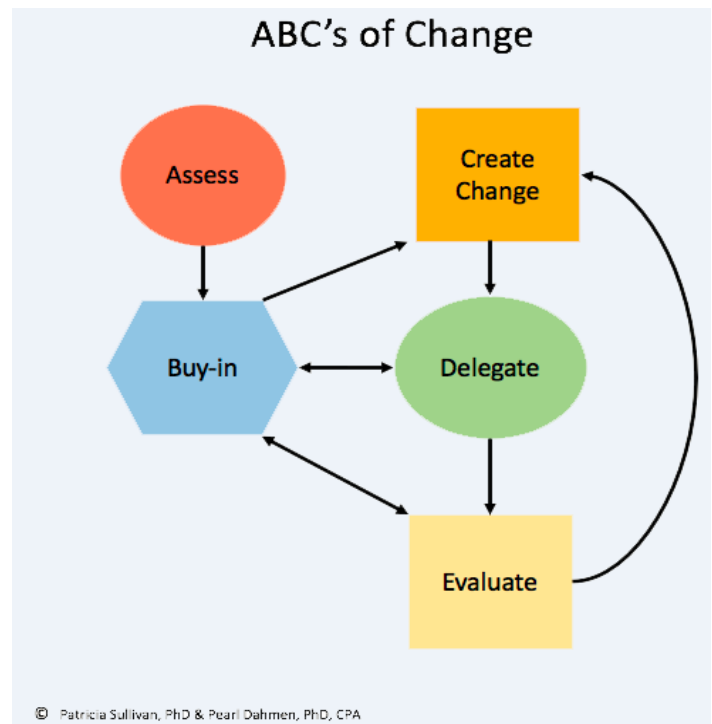 ABC's of Change
Assess
Create
Change
Buy-in
Delegate
Evaluate
© Patricia Sullivan, PhD & Pearl Dahmen, PhD, CPA